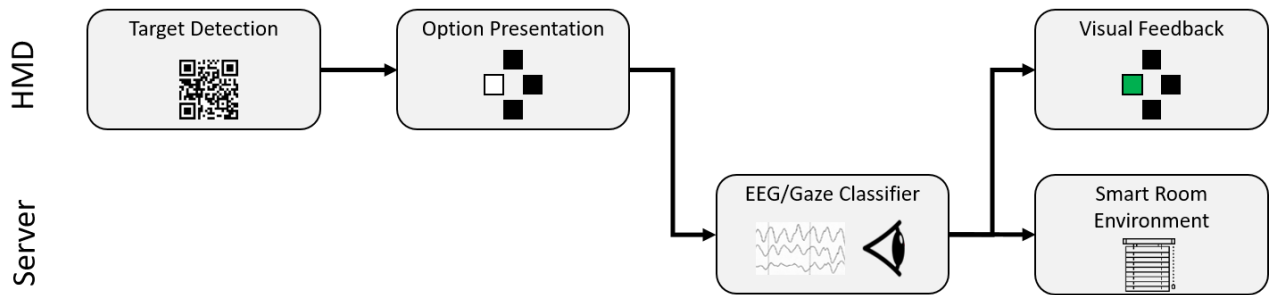 HMD
Target Detection
Option Presentation
Visual Feedback
Server
EEG/Gaze Classifier
Smart Room
Environment